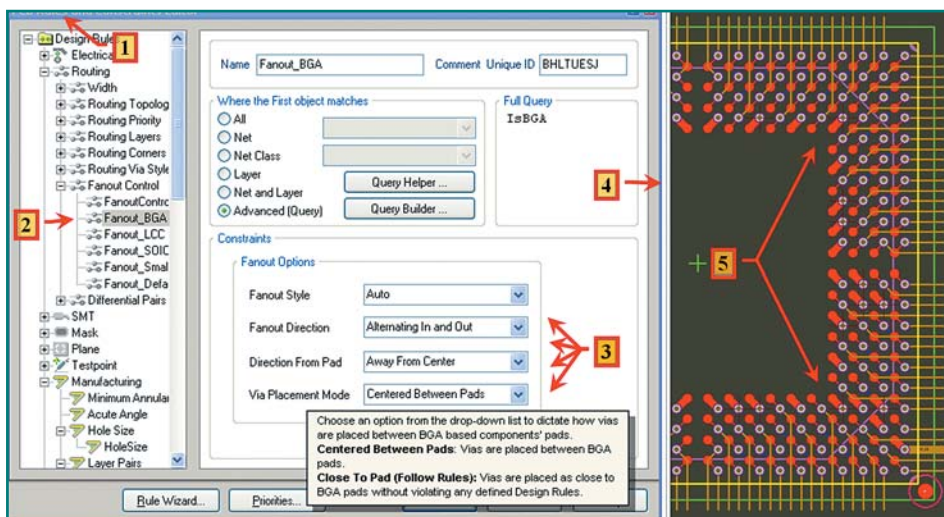 PCB Rules and Constraints Editor
1
Design Rules
Electrical
Routing
Width
Routing Topolog
Routing Priority
Routing Layers
Routing Corners
Routing Via Style
Fanout Control
FanoutContro
2
Fanout_BGA
Fanout_LCC
Fanout_SOIC
Fanout_Smal
Fanout_Defa
Differential Pairs
SMT
Mask
Plane
Testpoint
Manufacturing
Minimum Annular
Acute Angle
Hole Size
HoleSize
Layer Pairs
Name Fanout_BGA Comment Unique ID BHLTUESJ
Where the First object matches
All
Net
Net Class
Layer
Net and Layer
Advanced (Query)
Query Helper ...
Query Builder ...
Full Query
IsBGA
4
Constraints
Fanout Options
Fanout Style Auto
Fanout Direction Alternating In and Out
Direction From Pad Away From Center
Via Placement Mode Centered Between Pads
3
5
Choose an option from the drop-down list to dictate how vias
are placed between BGA based components' pads.
Centered Between Pads: Vias are placed between BGA
pads.
Close To Pad (Follow Rules): Vias are placed as close to
BGA pads without violating any defined Design Rules.
Rule Wizard...
Priorities...